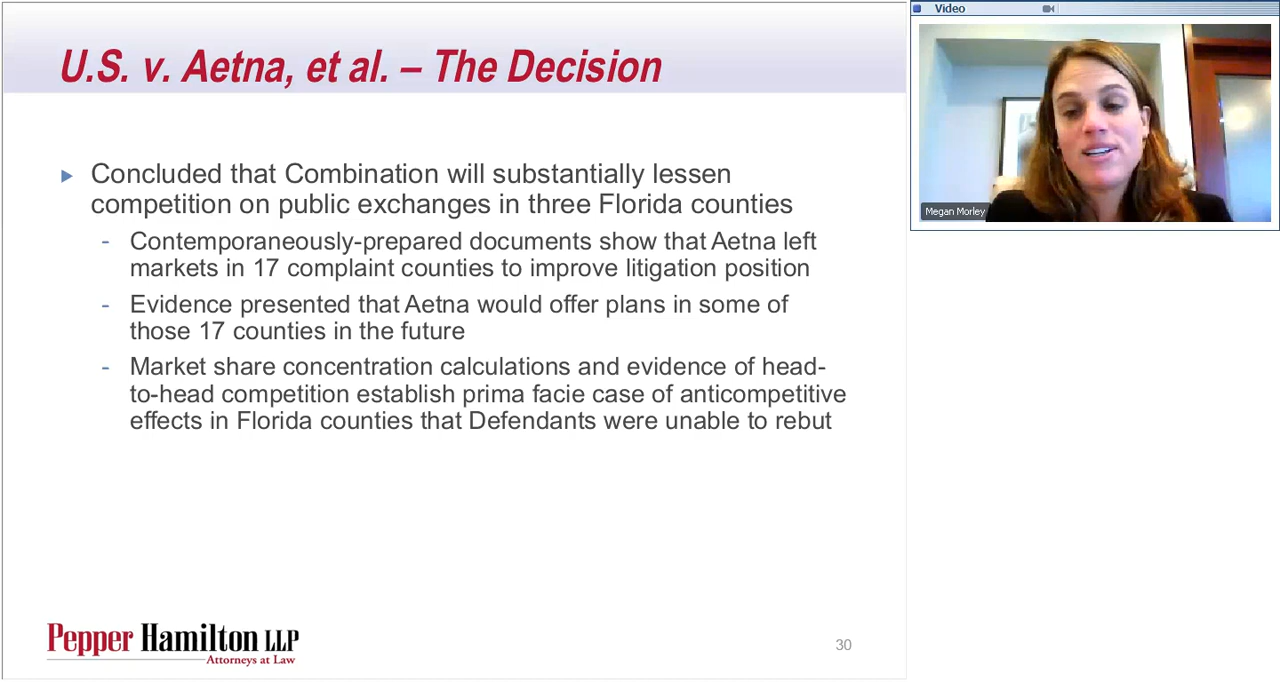 U.S. v. Aetna, et al. – The Decision
Concluded that Combination will substantially lessen
competition on public exchanges in three Florida counties
- Contemporaneously-prepared documents show that Aetna left
markets in 17 complaint counties to improve litigation position
- Evidence presented that Aetna would offer plans in some of
those 17 counties in the future
- Market share concentration calculations and evidence of head-
to-head competition establish prima facie case of anticompetitive
effects in Florida counties that Defendants were unable to rebut
Pepper Hamilton LLP
Attorneys at Law
30
Video
Megan Morley